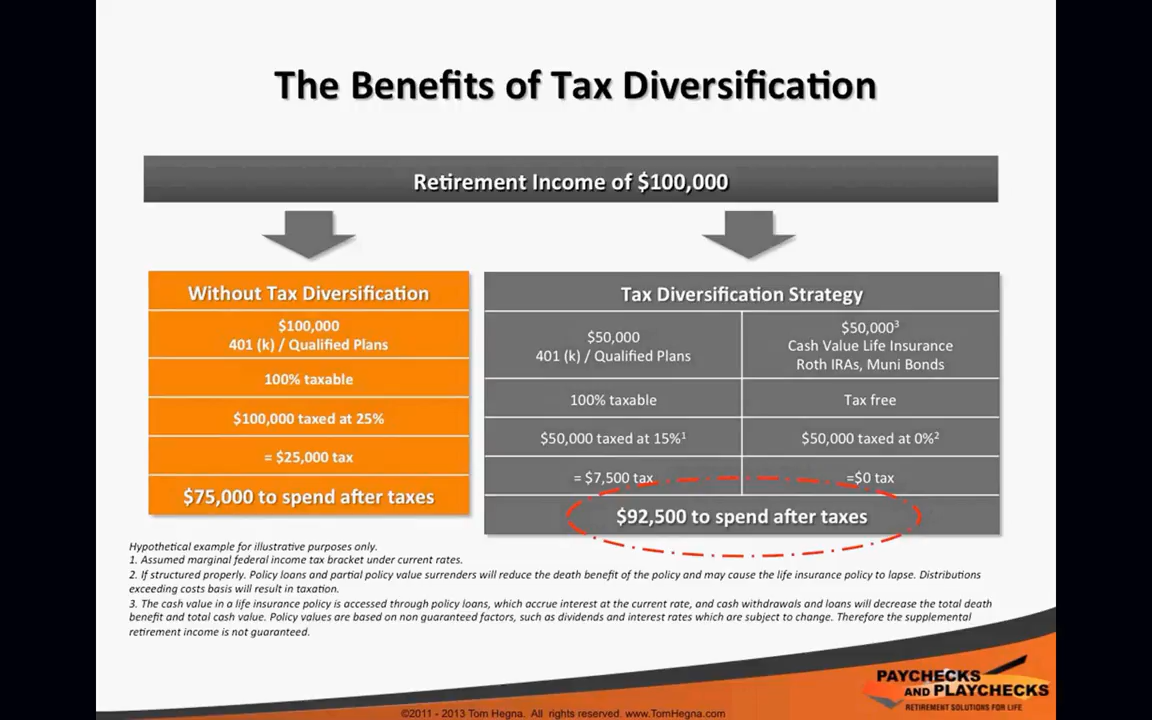 The Benefits of Tax Diversification
Retirement Income of $100,000
Without Tax Diversification
$100,000
401 (k) / Qualified Plans
100% taxable
$100,000 taxed at 25%
= $25,000 tax
$75,000 to spend after taxes
Tax Diversification Strategy
$50,000
401 (k) / Qualified Plans
100% taxable
$50,000 taxed at 15%¹
= $7,500 tax
$50,000³
Cash Value Life Insurance
Roth IRAs, Muni Bonds
Tax free
$50,000 taxed at 0%²
=$0 tax
$92,500 to spend after taxes
Hypothetical example for illustrative purposes only.
1. Assumed marginal federal income tax bracket under current rates.
2. If structured properly. Policy loans and partial policy value surrenders will reduce the death benefit of the policy and may cause the life insurance policy to lapse. Distributions
exceeding costs basis will result in taxation.
3. The cash value in a life insurance policy is accessed through policy loans, which accrue interest at the current rate, and cash withdrawals and loans will decrease the total death
benefit and total cash value. Policy values are based on non guaranteed factors, such as dividends and interest rates which are subject to change. Therefore the supplemental
retirement income is not guaranteed.
PAYCHECKS
AND PLAYCHECKS
RETIREMENT SOLUTIONS FOR LIFE
©2011 - 2013 Tom Hegna. All rights reserved. www.TomHegna.com